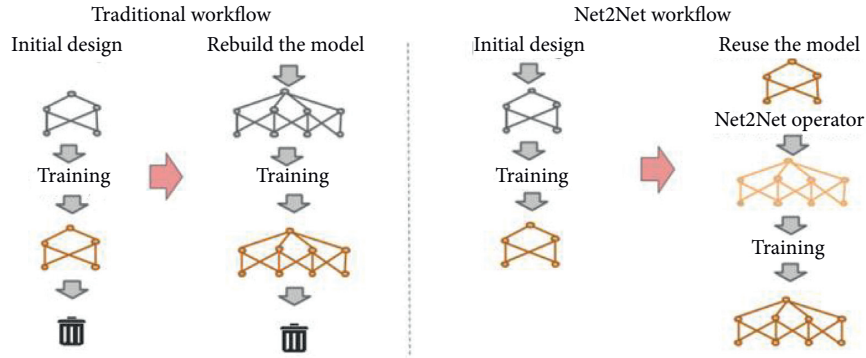 Traditional workflow
Initial design
Rebuild the model
Training
Training
Net2Net workflow
Initial design
Reuse the model
Net2Net operator
Training
Training